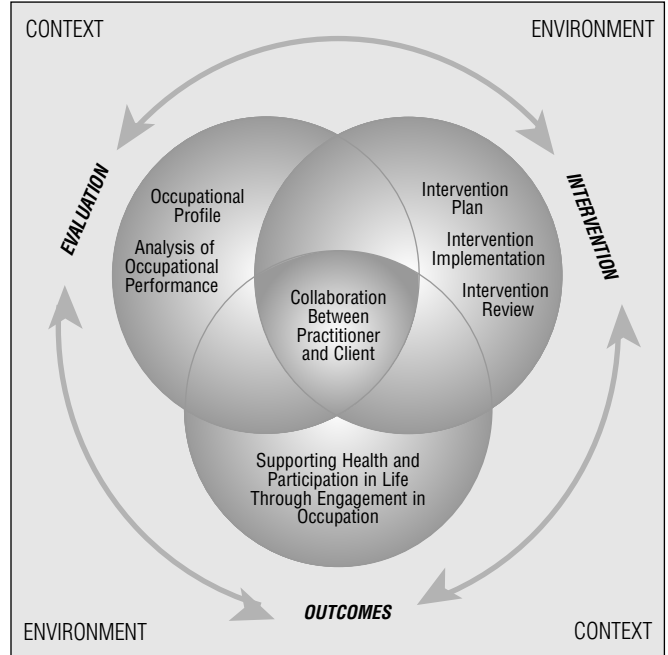 CONTEXT
ENVIRONMENT
EVALUATION
INTERVENTION
Occupational
Profile
Analysis of
Occupational
Performance
Intervention
Plan
Intervention
Implementation
Intervention
Review
Collaboration
Between
Practitioner
and Client
Supporting Health and
Participation in Life
Through Engagement in
Occupation
OUTCOMES
ENVIRONMENT
CONTEXT